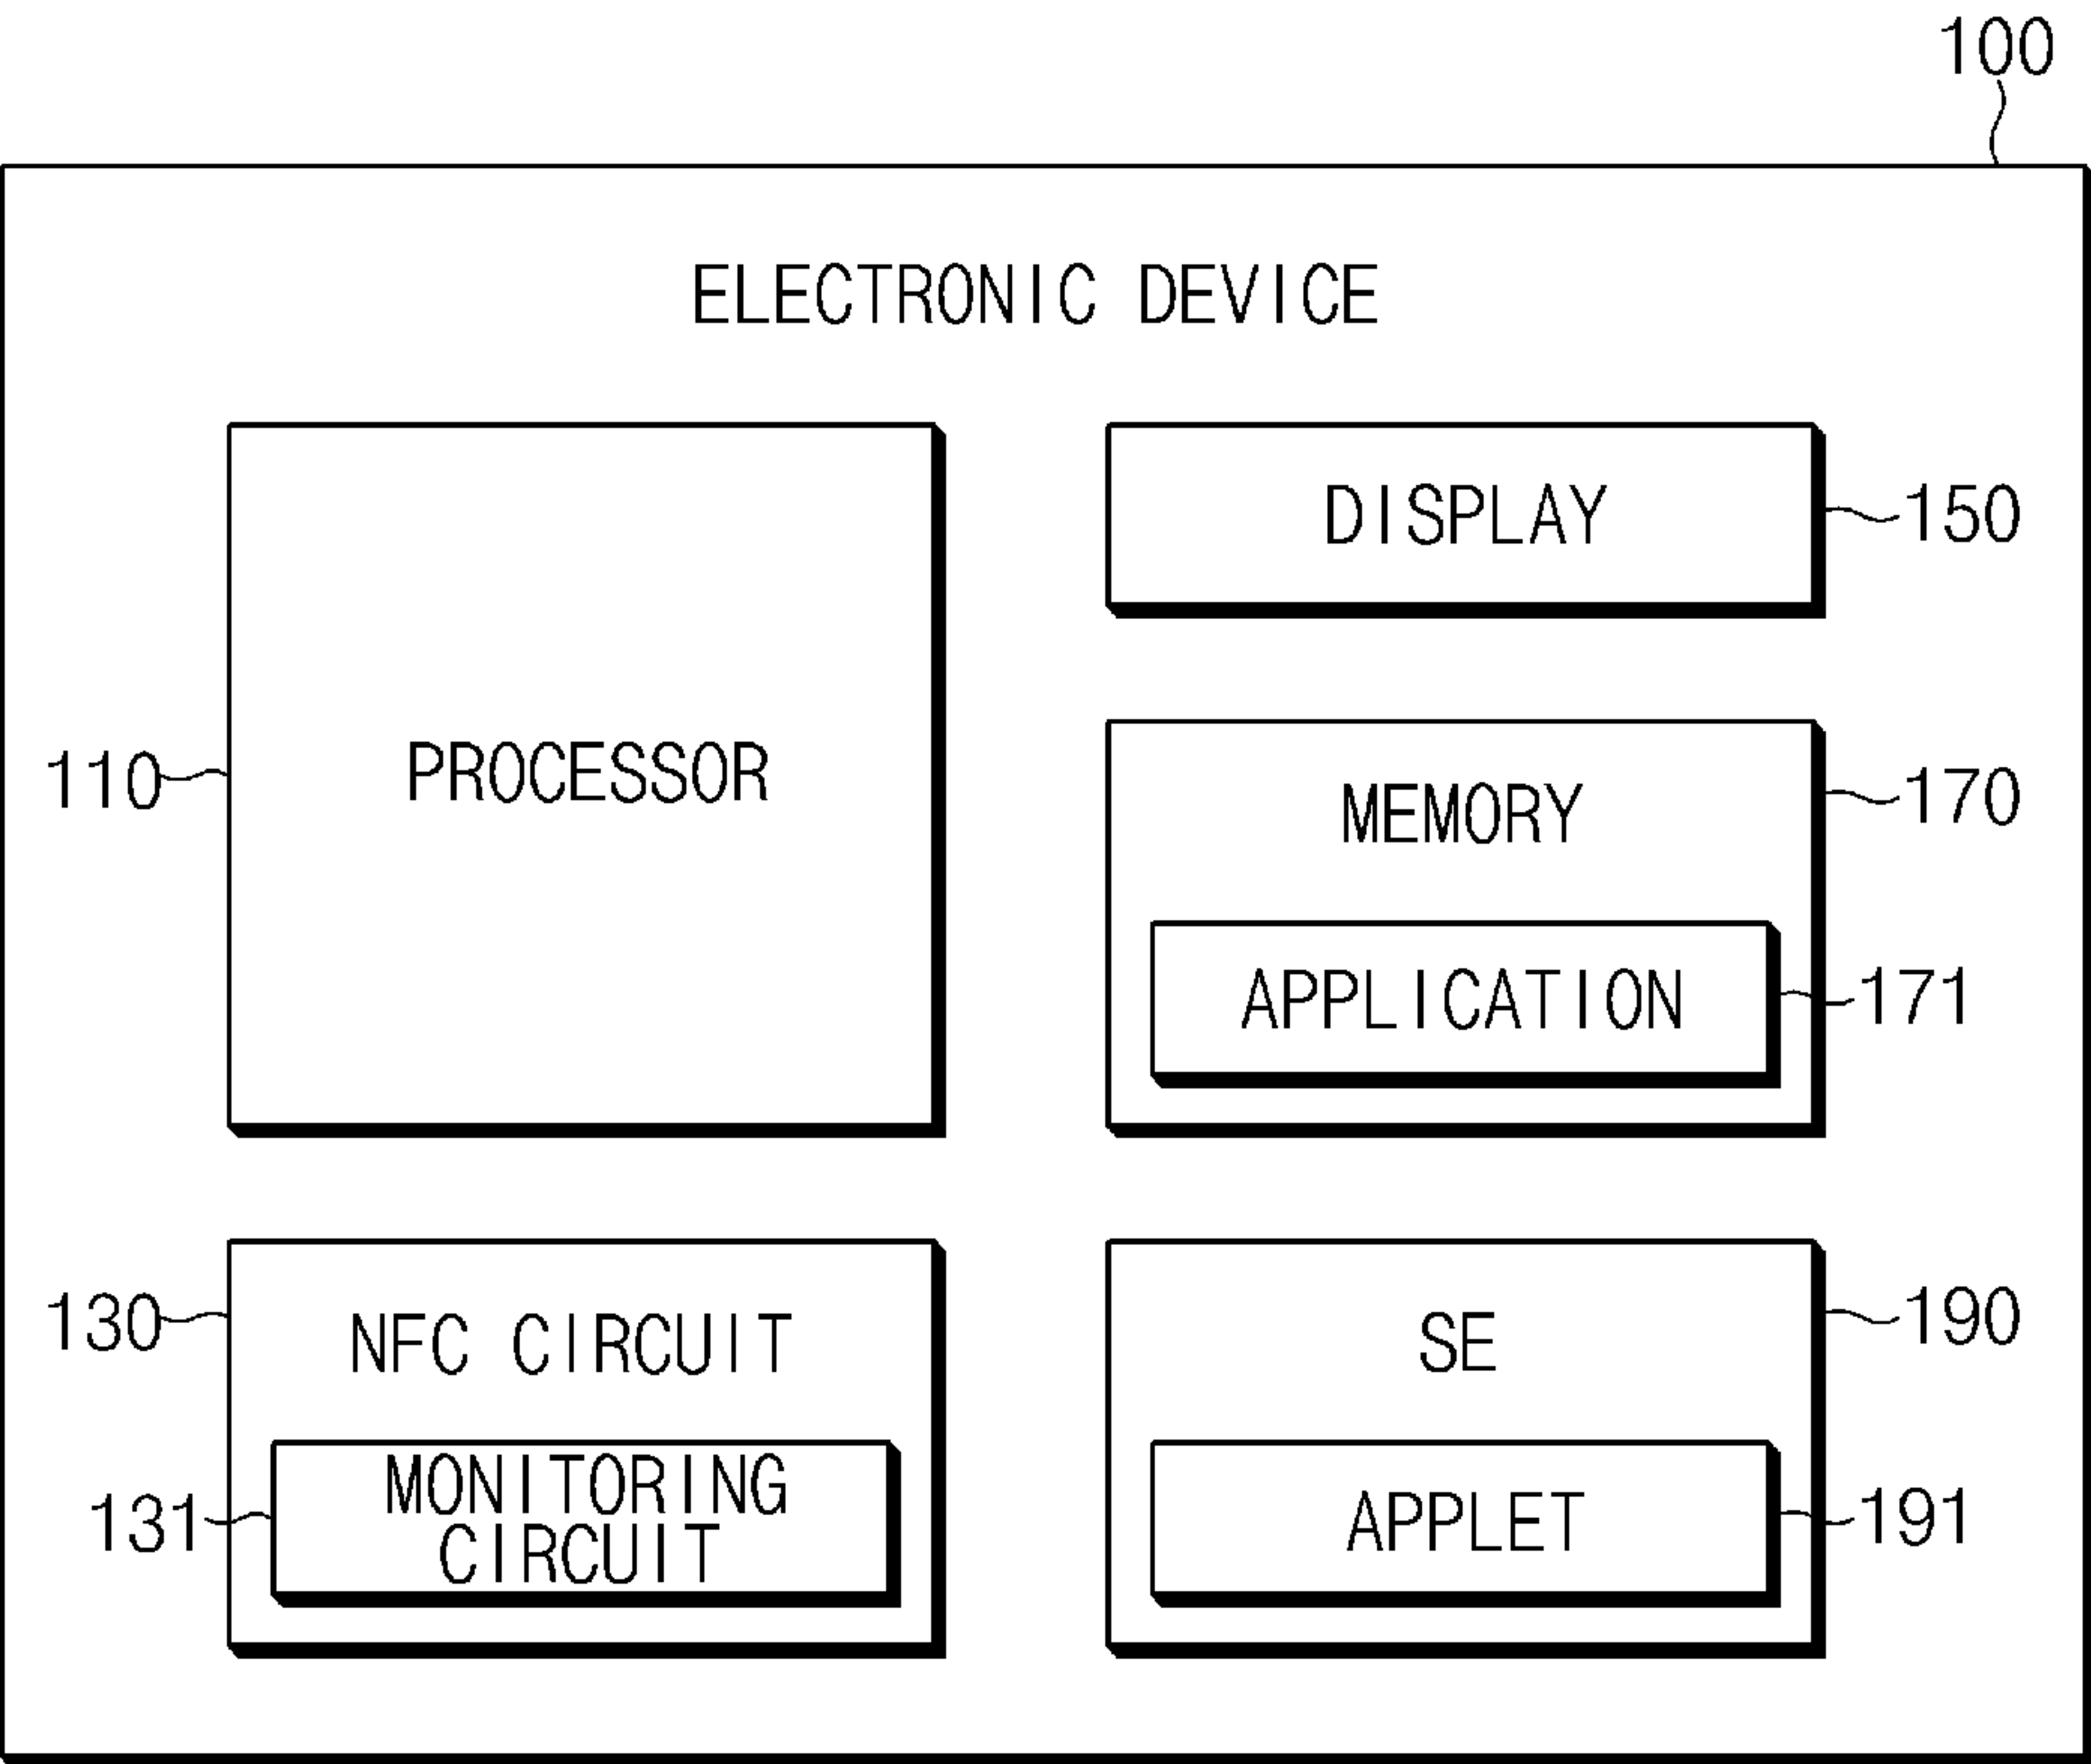 100
ELECTRONIC DEVICE
110
PROCESSOR
DISPLAY
150
MEMORY
170
APPLICATION
171
130
NFC CIRCUIT
131
MONITORING
CIRCUIT
SE
190
APPLET
191